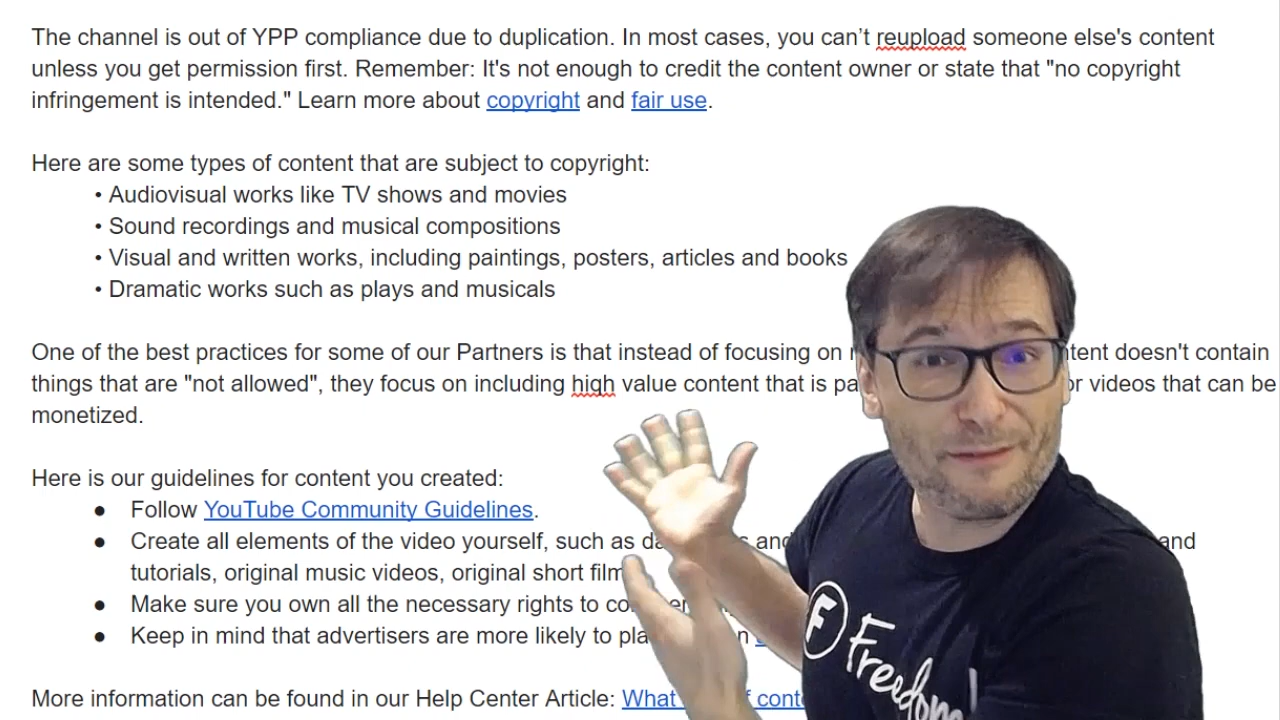 The channel is out of YPP compliance due to duplication. In most cases, you can’t reupload someone else's content
unless you get permission first. Remember: It's not enough to credit the content owner or state that "no copyright
infringement is intended." Learn more about copyright and fair use.
Here are some types of content that are subject to copyright:
• Audiovisual works like TV shows and movies
• Sound recordings and musical compositions
• Visual and written works, including paintings, posters, articles and books
• Dramatic works such as plays and musicals
One of the best practices for some of our Partners is that instead of focusing on doesn't contain
things that are "not allowed", they focus on including hiqh value content that is videos that can be
monetized.
Here is our guidelines for content you created:
● Follow YouTube Community Guidelines.
● Create all elements of the video yourself, such as and and
tutorials, original music videos, original short
● Make sure you own all the necessary rights to
● Keep in mind that advertisers are more likely to
More information can be found in our Help Center Article: What
F Freedom!